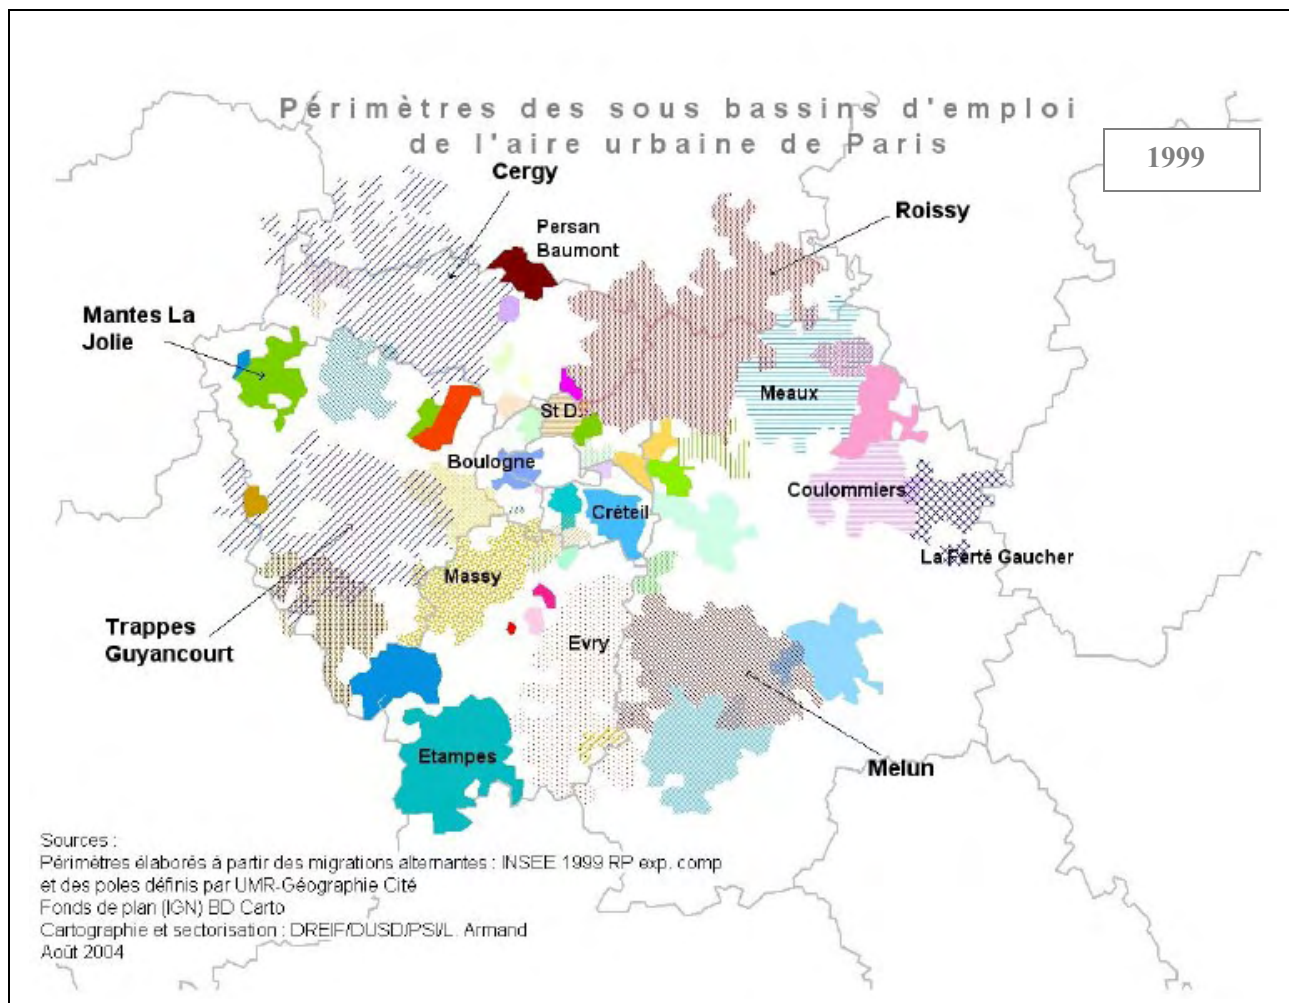 Périmètres des sous bassins d'emploi
de l'aire urbaine de Paris
1999
Cergy
Roissy
Persan
Baumont
Mantes La
Jolie
Meaux
St D.
Boulogne
Coulommiers
Créteil
La Ferté Gaucher
Massy
Trappes
Guyancourt
Evry
Etampes
Melun
Sources :
Périmètres élaborés à partir des migrations alternantes : INSEE 1999 RP exp. comp
et des poles définis par UMR-Géographie Cité
Fonds de plan (IGN) BD Carto
Cartographie et sectorisation : DREIF/DUSD/PSI/L. Armand
Août 2004